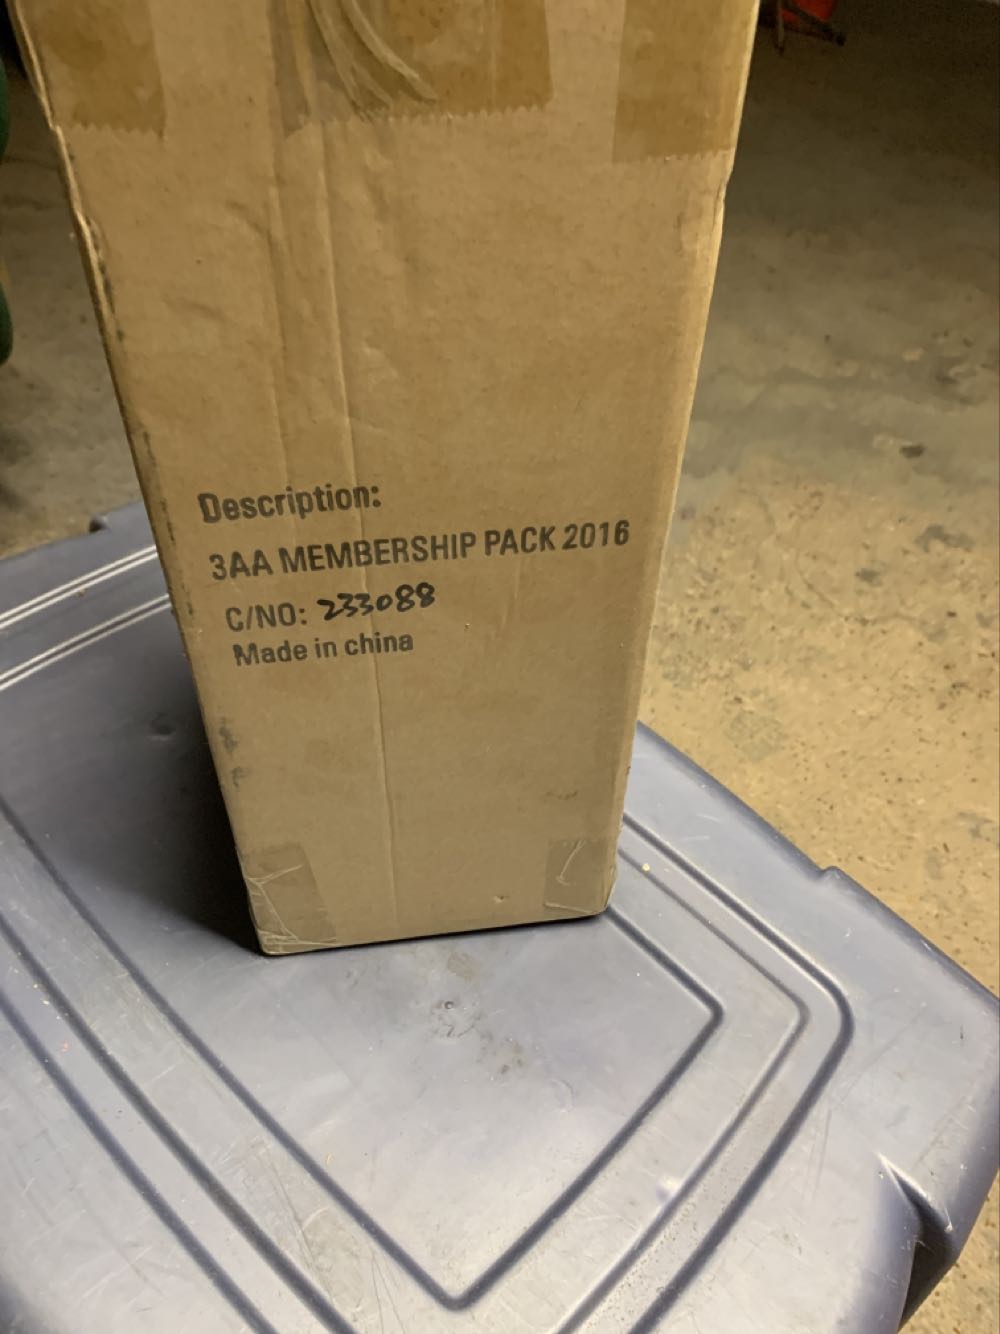 Description:
3AA MEMBERSHIP PACK 2016
C/NO: 233088
Made in china